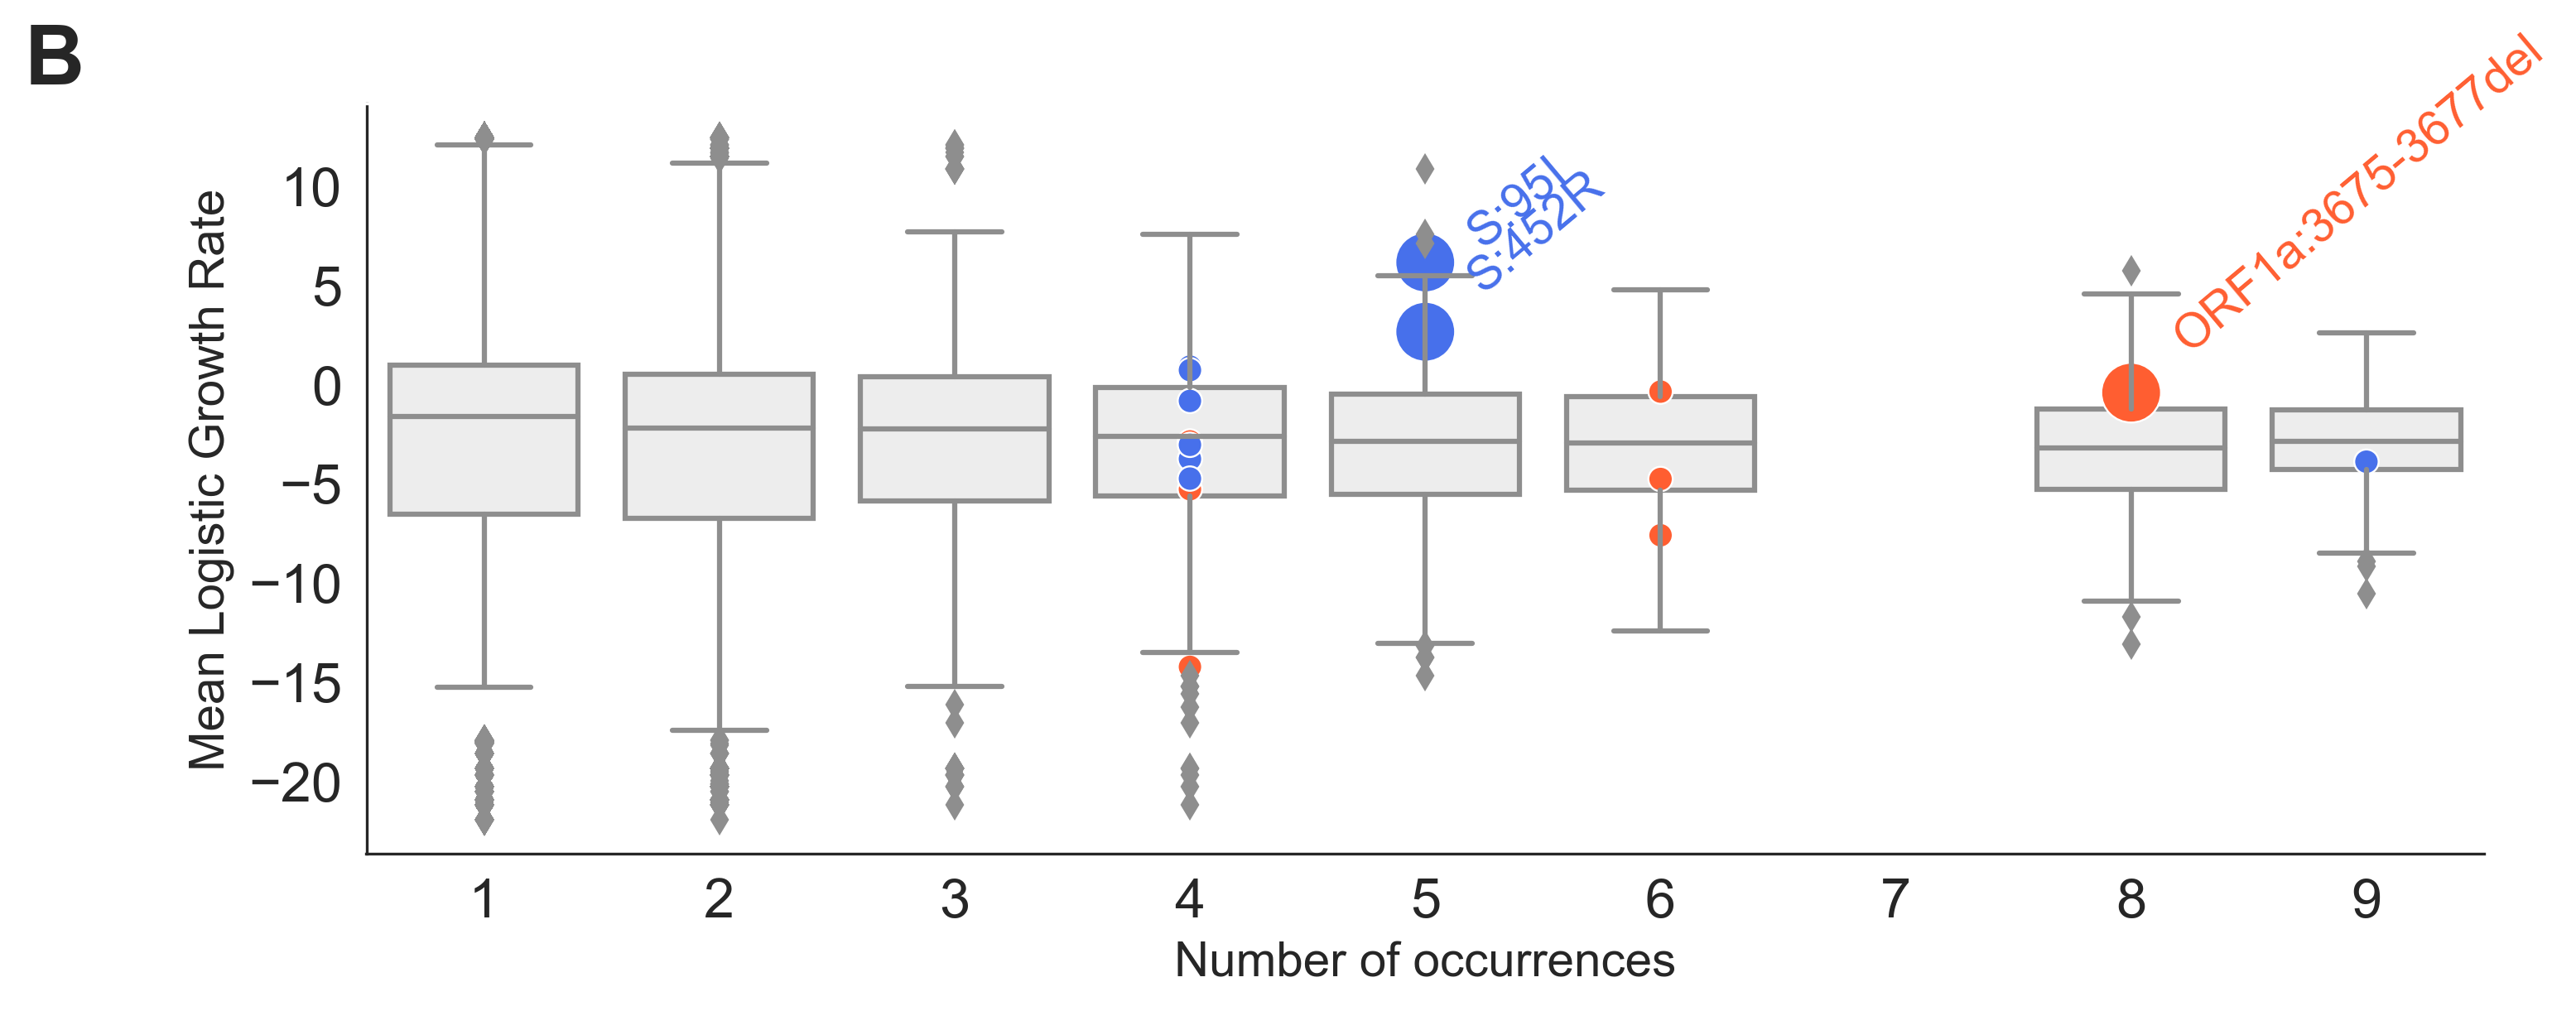 B
Mean Logistic Growth Rate
10
5
0
−5
−10
−15
−20
S:95I
S:452R
ORF1a:3675-3677del
1 2 3 4 5 6 7 8 9
Number of occurrences